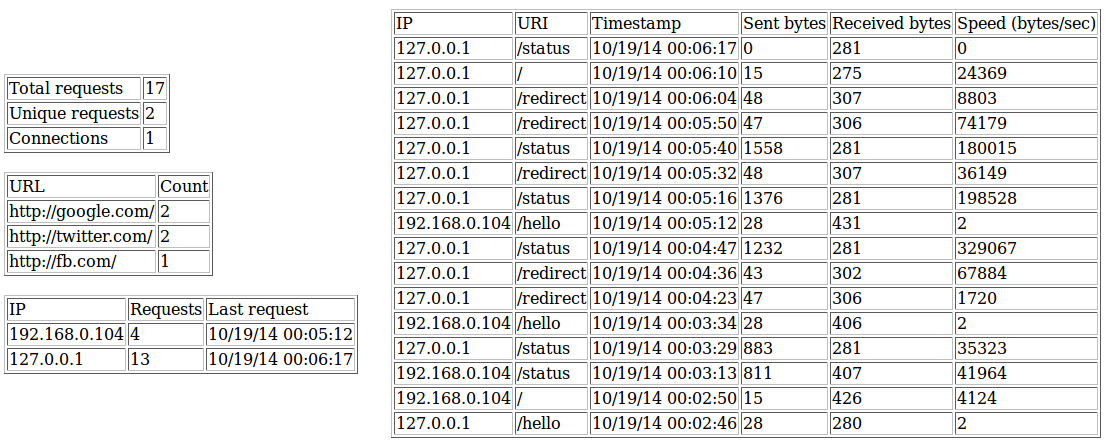 Total requests 17
Unique requests 2
Connections 1
URL Count
http://google.com/ 2
http://twitter.com/ 2
http://fb.com/ 1
IP Requests Last request
192.168.0.104 4 10/19/14 00:05:12
127.0.0.1 13 10/19/14 00:06:17
IP URI Timestamp Sent bytes Received bytes Speed (bytes/sec)
127.0.0.1 /status 10/19/14 00:06:17 0 281 0
127.0.0.1 / 10/19/14 00:06:10 15 275 24369
127.0.0.1 /redirect 10/19/14 00:06:04 48 307 8803
127.0.0.1 /redirect 10/19/14 00:05:50 47 306 74179
127.0.0.1 /status 10/19/14 00:05:40 1558 281 180015
127.0.0.1 /redirect 10/19/14 00:05:32 48 307 36149
127.0.0.1 /status 10/19/14 00:05:16 1376 281 198528
192.168.0.104 /hello 10/19/14 00:05:12 28 431 2
127.0.0.1 /status 10/19/14 00:04:47 1232 281 329067
127.0.0.1 /redirect 10/19/14 00:04:36 43 302 67884
127.0.0.1 /redirect 10/19/14 00:04:23 47 306 1720
192.168.0.104 /hello 10/19/14 00:03:34 28 406 2
127.0.0.1 /status 10/19/14 00:03:29 883 281 35323
192.168.0.104 /status 10/19/14 00:03:13 811 407 41964
192.168.0.104 / 10/19/14 00:02:50 15 426 4124
127.0.0.1 /hello 10/19/14 00:02:46 28 280 2